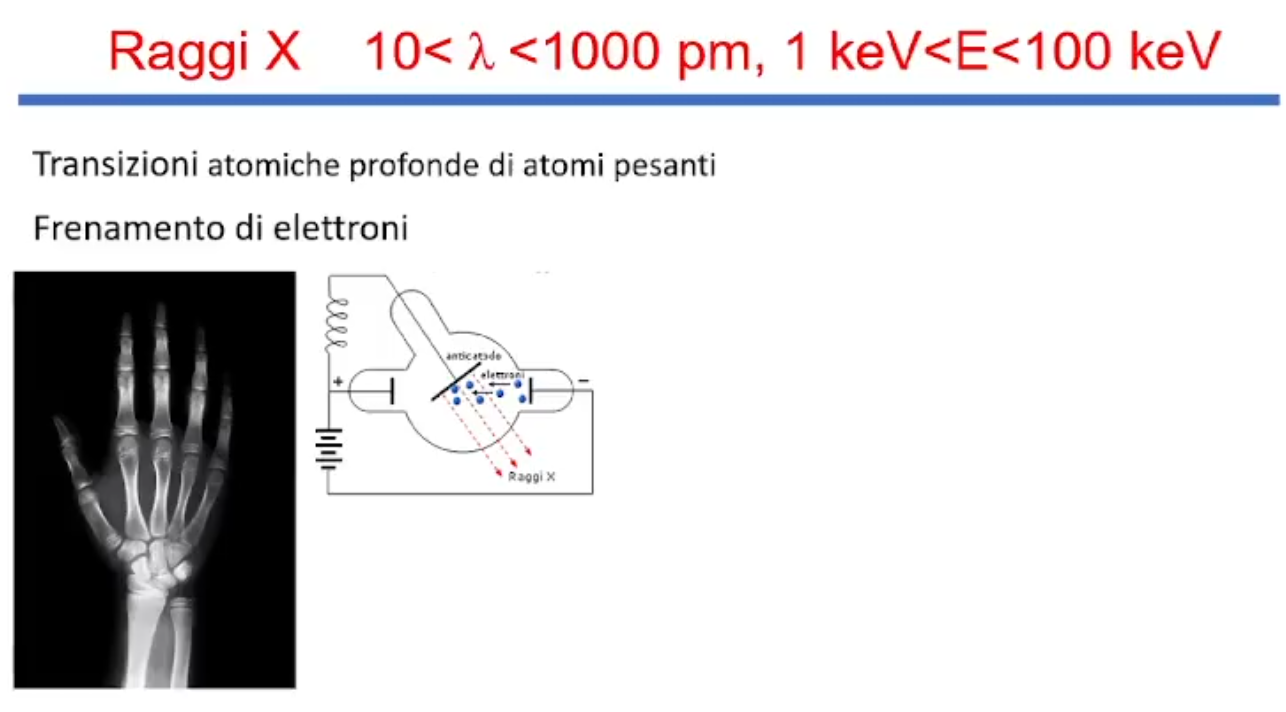 Raggi X 10< λ <1000 pm, 1 keV<E<100 keV
Transizioni atomiche profonde di atomi pesanti
Frenamento di elettroni
anticatodo
elettroni
+
−
Raggi X